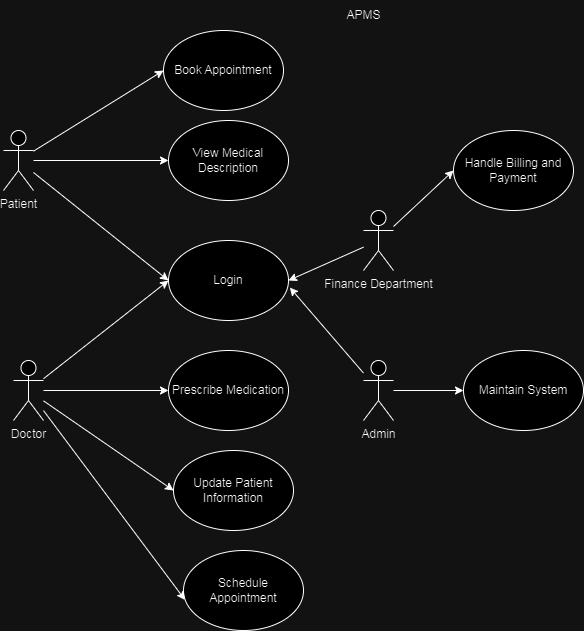 APMS
Book Appointment
View Medical
Description
Patient
Handle Billing and
Payment
Login
Finance Department
Doctor
Prescribe Medication
Admin
Maintain System
Update Patient
Information
Schedule
Appointment